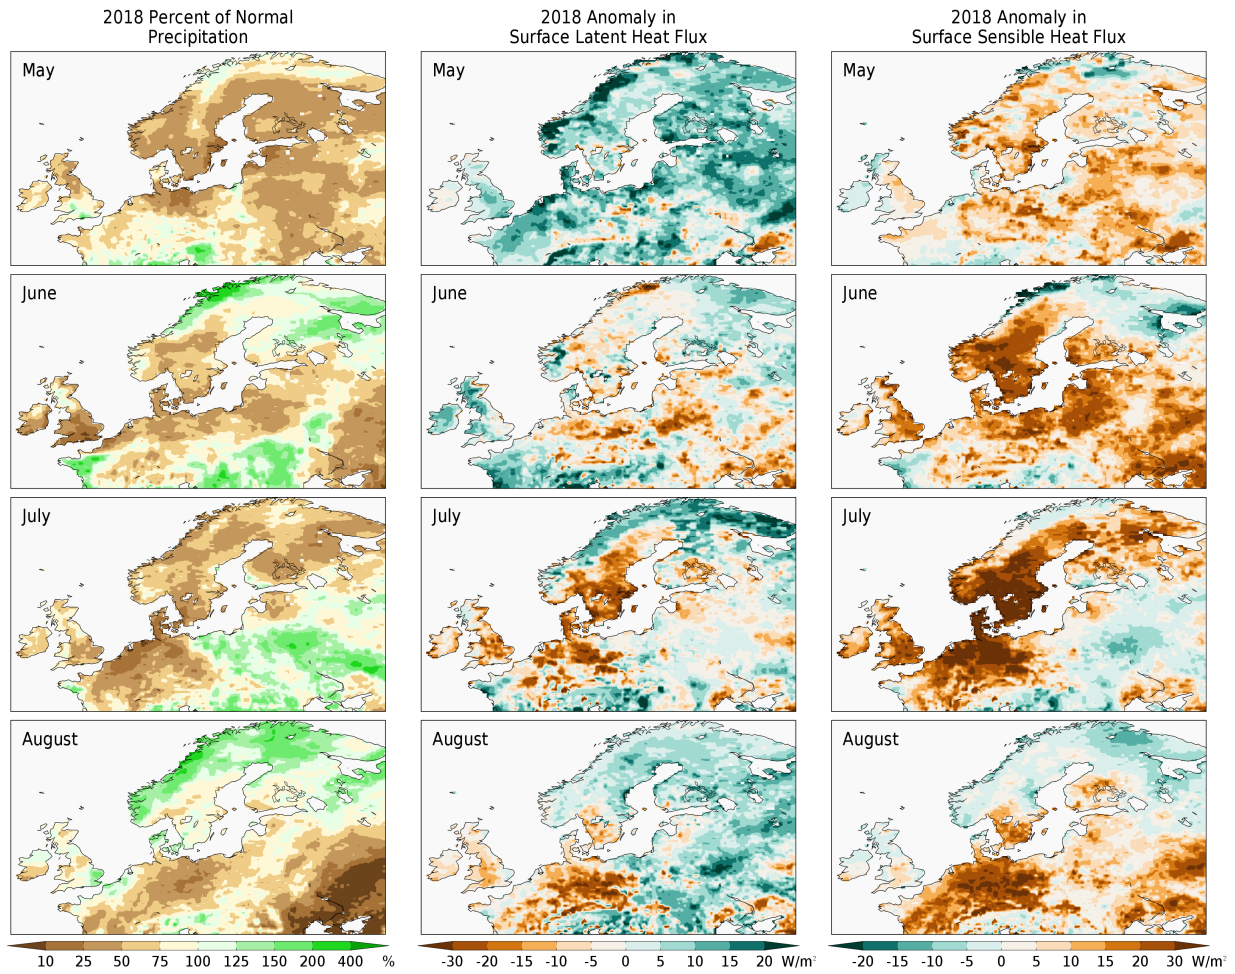 2018 Percent of Normal
Precipitation
2018 Anomaly in
Surface Latent Heat Flux
2018 Anomaly in
Surface Sensible Heat Flux
May
May
May
June
June
June
July
July
July
August
August
August
10 25 50 75 100 125 150 200 400 %
-30 -20 -15 -10 -5 0 5 10 15 20 W/m²
-20 -15 -10 -5 0 5 10 15 20 30 W/m²